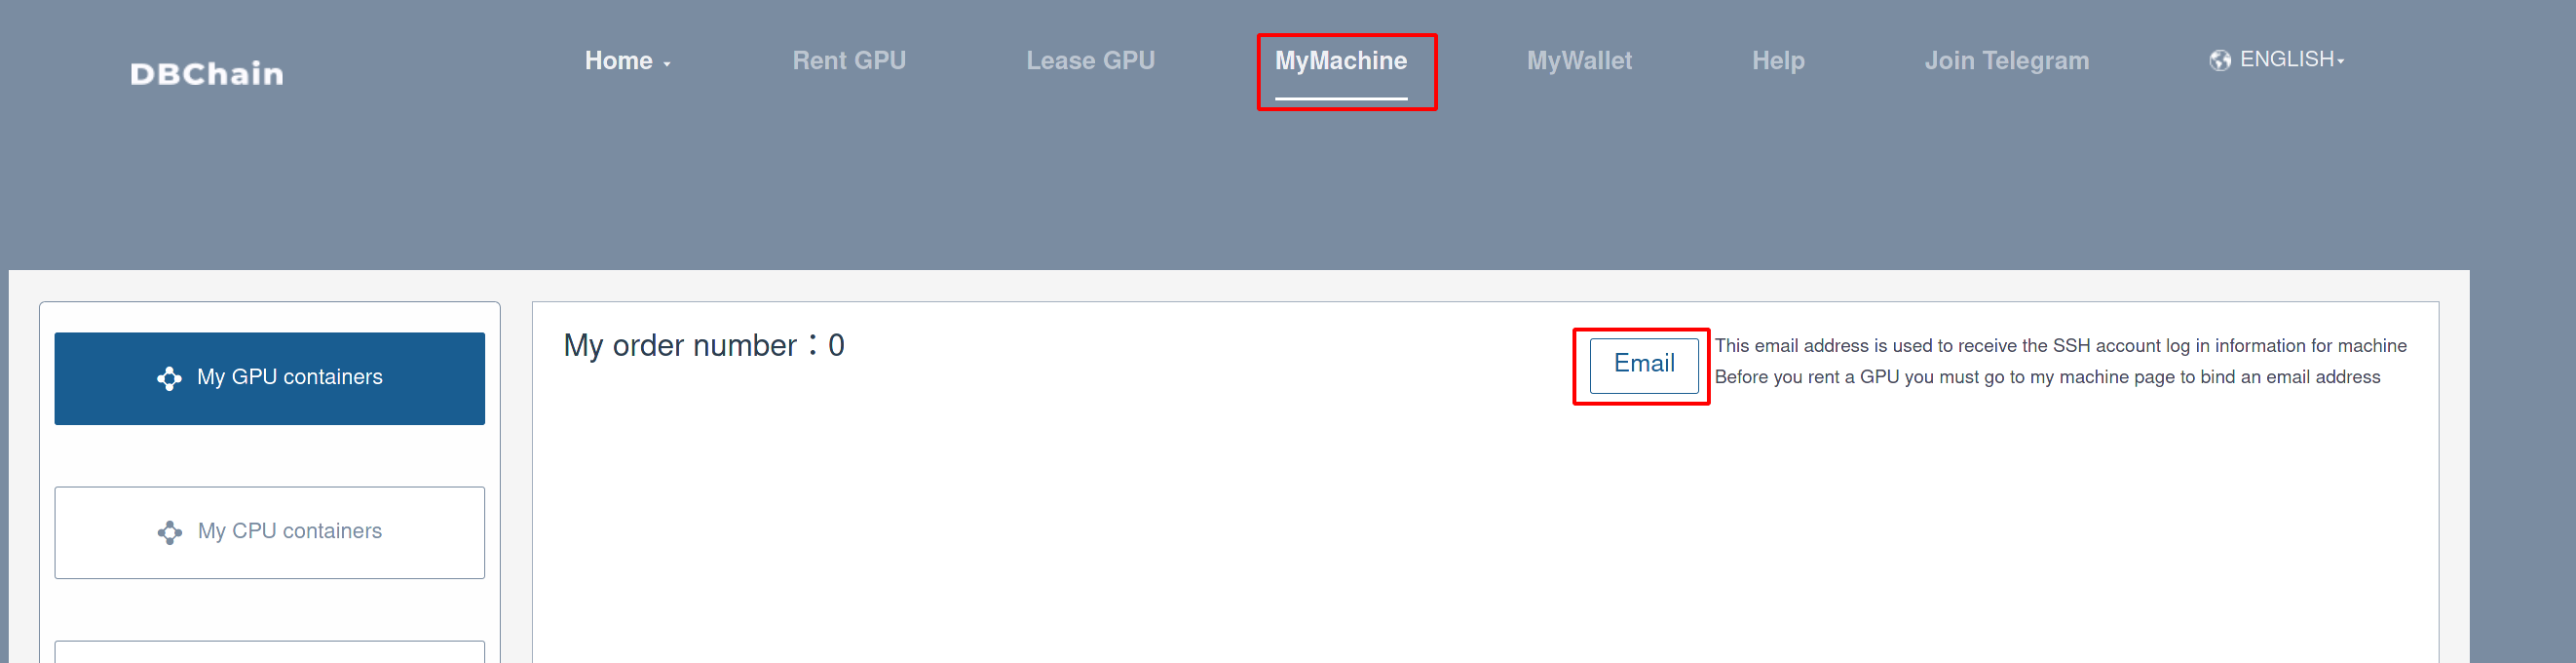 DBChain
Home
Rent GPU
Lease GPU
MyMachine
MyWallet
Help
Join Telegram
ENGLISH
My GPU containers
My CPU containers
My order number：0
Email
This email address is used to receive the SSH account log in information for machine
Before you rent a GPU you must go to my machine page to bind an email address